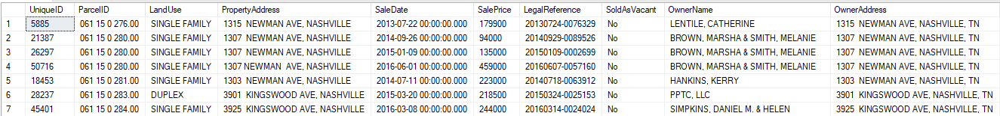 UniqueID ParcelID LandUse PropertyAddress SaleDate SalePrice LegalReference SoldAsVacant OwnerName OwnerAddress
1 5885 061 15 0 276.00 SINGLE FAMILY 1315  NEWMAN AVE, NASHVILLE 2013-07-22 00:00:00.000 179900 20130724-0076329 No LENTILE, CATHERINE 1315  NEWMAN AVE, NASHVILLE, TN
2 21387 061 15 0 280.00 SINGLE FAMILY 1307  NEWMAN AVE, NASHVILLE 2014-09-26 00:00:00.000 94000 20140929-0089526 No BROWN, MARSHA & SMITH, MELANIE 1307  NEWMAN AVE, NASHVILLE, TN
3 26297 061 15 0 280.00 SINGLE FAMILY 1307  NEWMAN AVE, NASHVILLE 2015-01-09 00:00:00.000 135000 20150109-0002699 No BROWN, MARSHA & SMITH, MELANIE 1307  NEWMAN AVE, NASHVILLE, TN
4 50716 061 15 0 280.00 SINGLE FAMILY 1307 NEWMAN  AVE, NASHVILLE 2016-06-01 00:00:00.000 459000 20160607-0057160 No BROWN, MARSHA & SMITH, MELANIE 1307  NEWMAN AVE, NASHVILLE, TN
5 18453 061 15 0 281.00 SINGLE FAMILY 1303  NEWMAN AVE, NASHVILLE 2014-07-11 00:00:00.000 223000 20140718-0063912 No HANKINS, KERRY 1303  NEWMAN AVE, NASHVILLE, TN
6 28237 061 15 0 283.00 DUPLEX 3901  KINGSWOOD AVE, NASHVILLE 2015-03-20 00:00:00.000 218500 20150324-0025153 No PPTC, LLC 3901  KINGSWOOD AVE, NASHVILLE, TN
7 45401 061 15 0 284.00 SINGLE FAMILY 3925  KINGSWOOD AVE, NASHVILLE 2016-03-08 00:00:00.000 244000 20160314-0024024 No SIMPKINS, DANIEL M. & HELEN 3925  KINGSWOOD AVE, NASHVILLE, TN